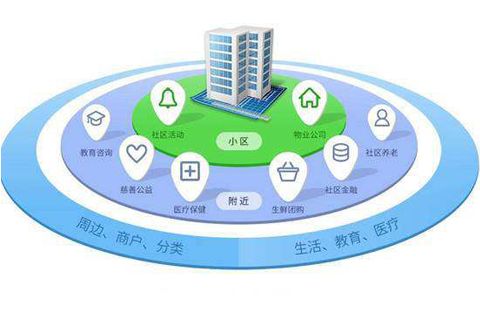 社区活动
物业公司
小区
教育咨询
社区养老
慈善公益
社区金融
医疗保健
生鲜团购
附近
周边、商户、分类
生活、教育、医疗